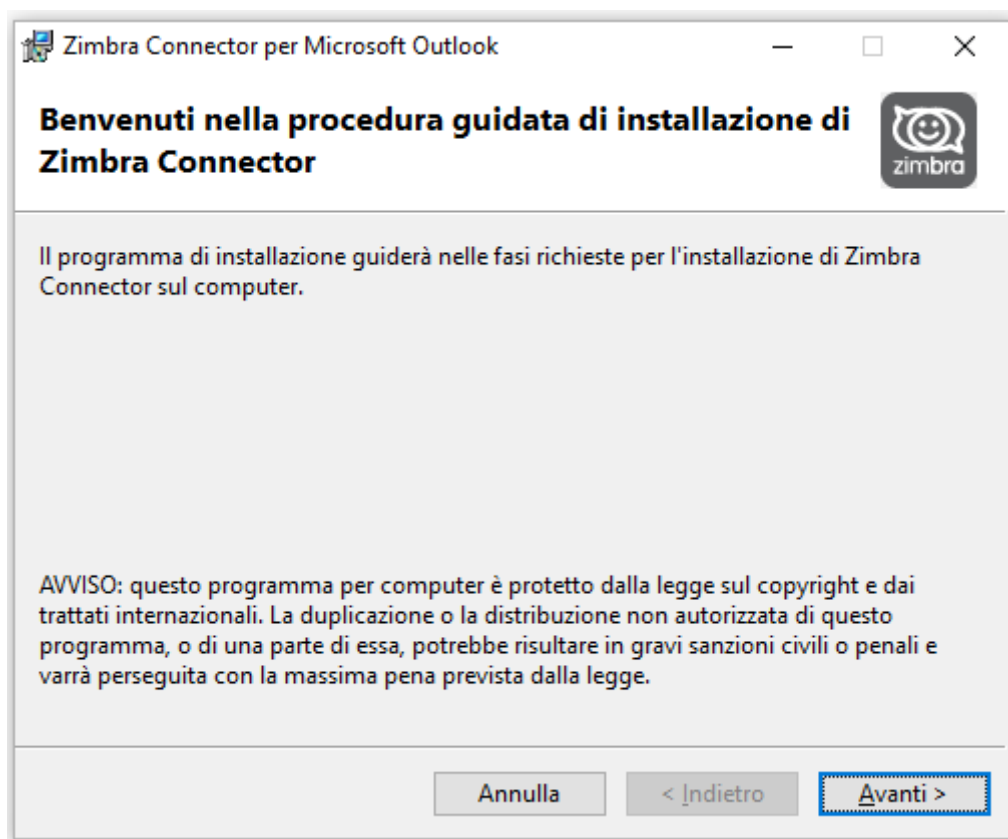 Zimbra Connector per Microsoft Outlook
Benvenuti nella procedura guidata di installazione di
Zimbra Connector
zimbra
Il programma di installazione guiderà nelle fasi richieste per l'installazione di Zimbra
Connector sul computer.
AVVISO: questo programma per computer è protetto dalla legge sul copyright e dai
trattati internazionali. La duplicazione o la distribuzione non autorizzata di questo
programma, o di una parte di essa, potrebbe risultare in gravi sanzioni civili o penali e
varrà perseguita con la massima pena prevista dalla legge.
Annulla
< Indietro
Avanti >